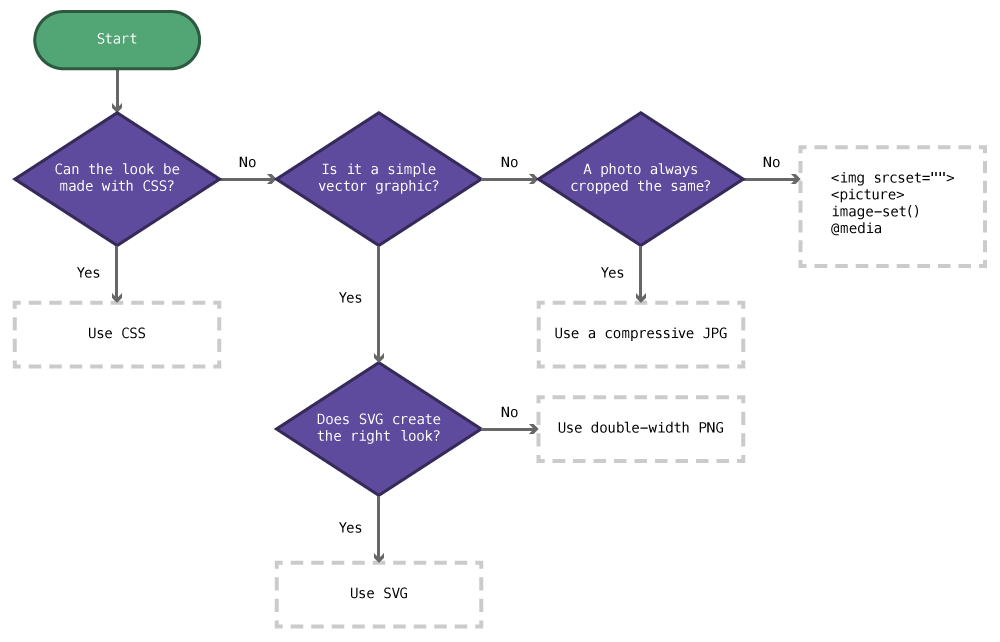 Start
Can the look be
made with CSS?
No
Is it a simple
vector graphic?
No
A photo always
cropped the same?
No
<img srcset="">
<picture>
image-set()
@media
Yes
Use CSS
Yes
Yes
Use a compressive JPG
Does SVG create
the right look?
No
Use double-width PNG
Yes
Use SVG